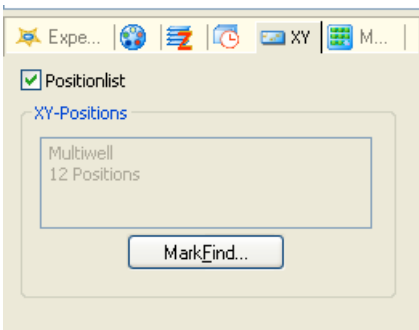 Expe... XY M...
Positionlist
XY-Positions
Multiwell
12 Positions
MarkFind...